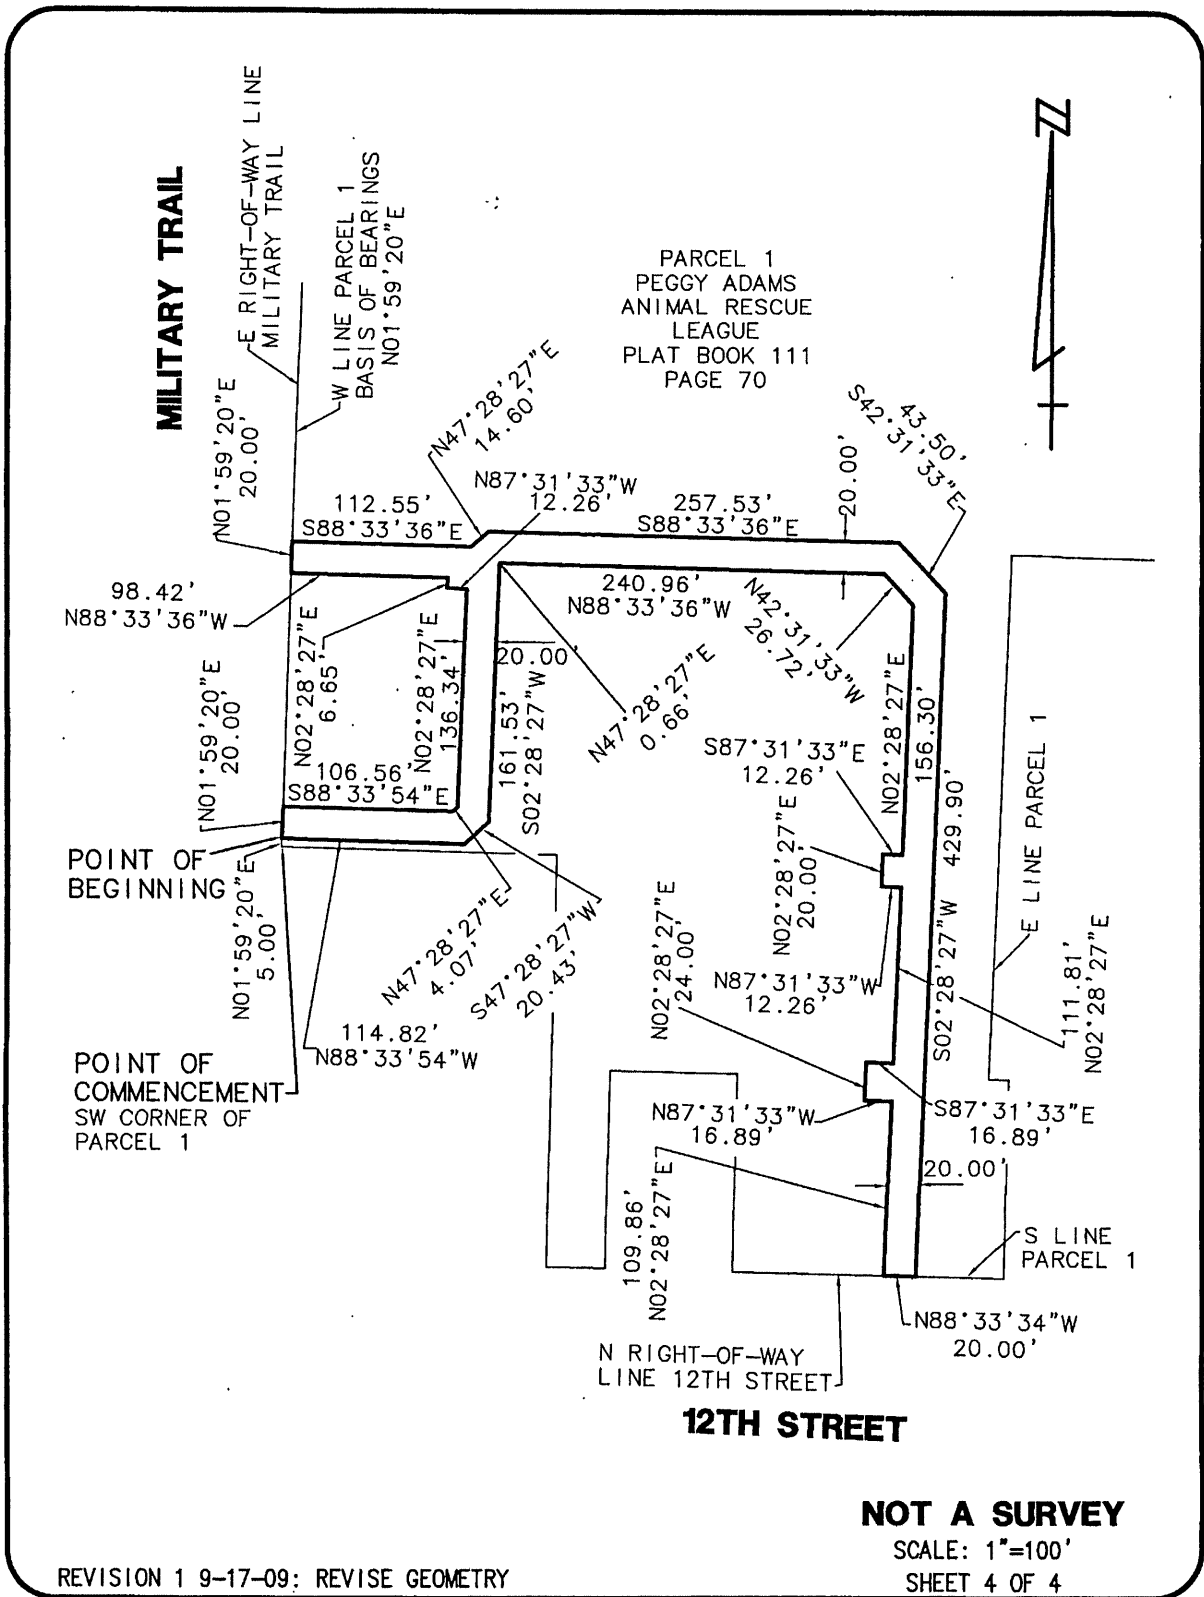 MILITARY TRAIL
E RIGHT-OF-WAY LINE
MILITARY TRAIL
W LINE PARCEL 1
BASIS OF BEARINGS
N01°59'20"E
PARCEL 1
PEGGY ADAMS
ANIMAL RESCUE
LEAGUE
PLAT BOOK 111
PAGE 70
N01°59'20"E
20.00'
N47°28'27"E
14.60'
N87°31'33"W
12.26'
112.55'
S88°33'36"E
257.53'
S88°33'36"E
20.00'
43.50'
S42°31'33"E
98.42'
N88°33'36"W
240.96'
N88°33'36"W
N42°31'33"W
26.72'
N02°28'27"E
6.65'
N02°28'27"E
136.34'
20.00'
161.53'
S02°28'27"W
N47°28'27"E
0.66'
N02°28'27"E
156.30'
S87°31'33"E
12.26'
N01°59'20"E
20.00'
106.56'
S88°33'54"E
N02°28'27"E
20.00'
429.90'
S02°28'27"W
E LINE PARCEL 1
POINT OF
BEGINNING
N01°59'20"E
5.00'
N47°28'27"E
4.07'
S47°28'27"W
20.43'
N02°28'27"E
24.00'
N87°31'33"W
12.26'
111.81'
N02°28'27"E
114.82'
N88°33'54"W
POINT OF
COMMENCEMENT
SW CORNER OF
PARCEL 1
N87°31'33"W
16.89'
S87°31'33"E
16.89'
109.86'
N02°28'27"E
20.00'
S LINE
PARCEL 1
N88°33'34"W
20.00'
N RIGHT-OF-WAY
LINE 12TH STREET
12TH STREET
NOT A SURVEY
SCALE: 1"=100'
SHEET 4 OF 4
REVISION 1 9-17-09: REVISE GEOMETRY
N